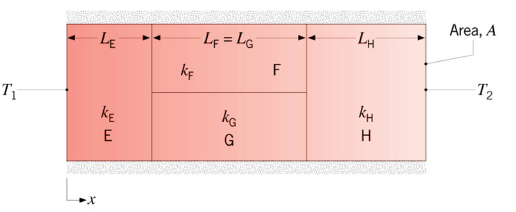 L_E L_F = L_G L_H Area, A
k_F F
T_1 T_2
k_E k_G k_H
E G H
x